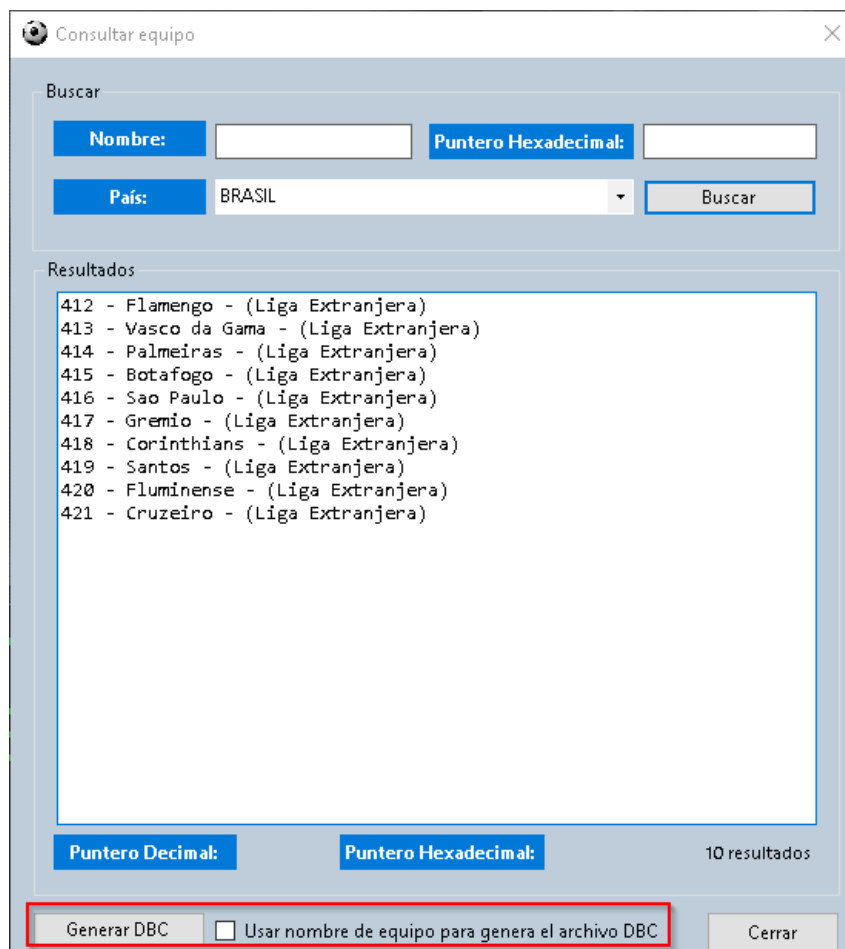 Consultar equipo
Buscar
Nombre: Puntero Hexadecimal:
País: BRASIL Buscar
Resultados
412 - Flamengo - (Liga Extranjera)
413 - Vasco da Gama - (Liga Extranjera)
414 - Palmeiras - (Liga Extranjera)
415 - Botafogo - (Liga Extranjera)
416 - Sao Paulo - (Liga Extranjera)
417 - Gremio - (Liga Extranjera)
418 - Corinthians - (Liga Extranjera)
419 - Santos - (Liga Extranjera)
420 - Fluminense - (Liga Extranjera)
421 - Cruzeiro - (Liga Extranjera)
Puntero Decimal: Puntero Hexadecimal: 10 resultados
Generar DBC Usar nombre de equipo para genera el archivo DBC Cerrar